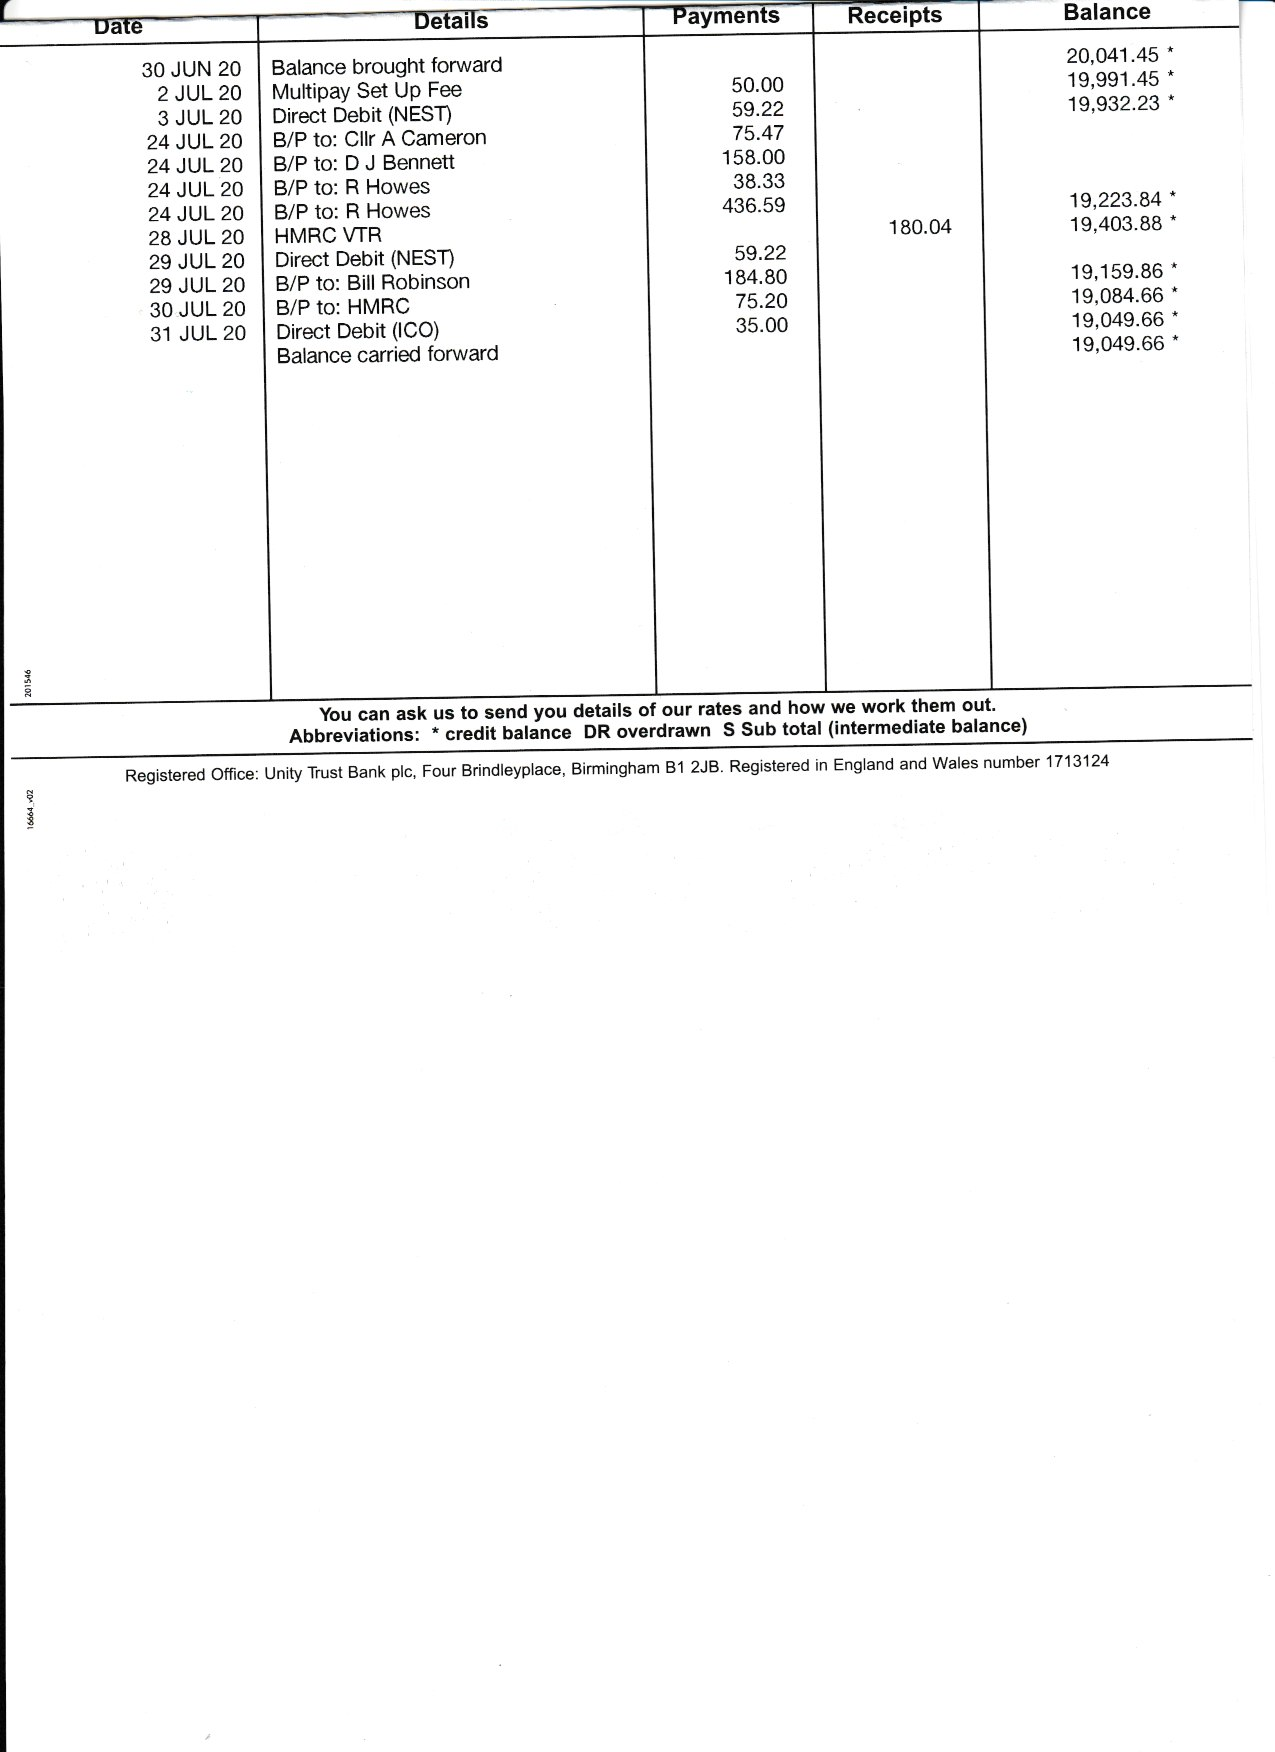 Date Details Payments Receipts Balance
30 JUN 20 Balance brought forward 20,041.45 *
2 JUL 20 Multipay Set Up Fee 50.00 19,991.45 *
3 JUL 20 Direct Debit (NEST) 59.22 19,932.23 *
24 JUL 20 B/P to: Cllr A Cameron 75.47
24 JUL 20 B/P to: D J Bennett 158.00
24 JUL 20 B/P to: R Howes 38.33
24 JUL 20 B/P to: R Howes 436.59 19,223.84 *
28 JUL 20 HMRC VTR 180.04 19,403.88 *
29 JUL 20 Direct Debit (NEST) 59.22
29 JUL 20 B/P to: Bill Robinson 184.80 19,159.86 *
30 JUL 20 B/P to: HMRC 75.20 19,084.66 *
31 JUL 20 Direct Debit (ICO) 35.00 19,049.66 *
Balance carried forward 19,049.66 *
201546
You can ask us to send you details of our rates and how we work them out.
Abbreviations: * credit balance DR overdrawn S Sub total (intermediate balance)
Registered Office: Unity Trust Bank plc, Four Brindleyplace, Birmingham B1 2JB. Registered in England and Wales number 1713124
16664_v02